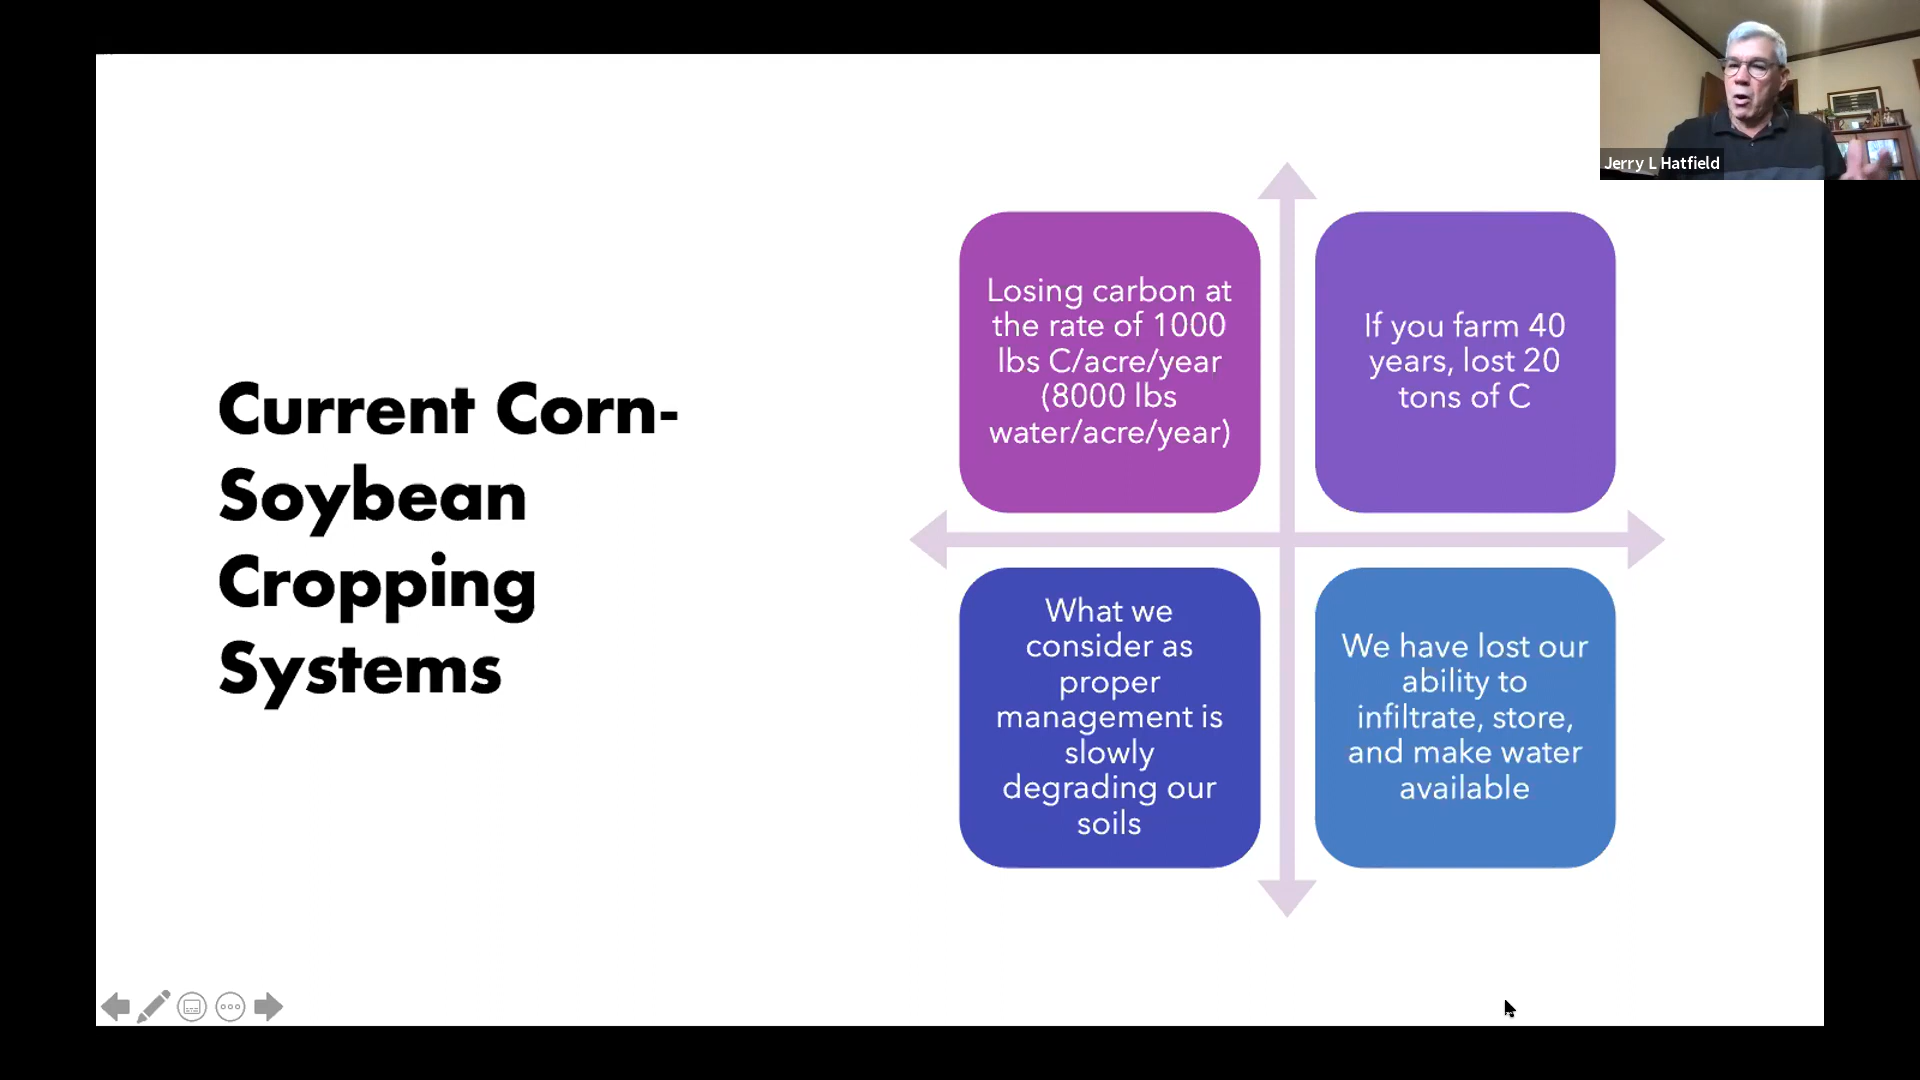 Jerry L Hatfield
Current Corn-
Soybean
Cropping
Systems
Losing carbon at
the rate of 1000
lbs C/acre/year
(8000 lbs
water/acre/year)
If you farm 40
years, lost 20
tons of C
What we
consider as
proper
management is
slowly
degrading our
soils
We have lost our
ability to
infiltrate, store,
and make water
available